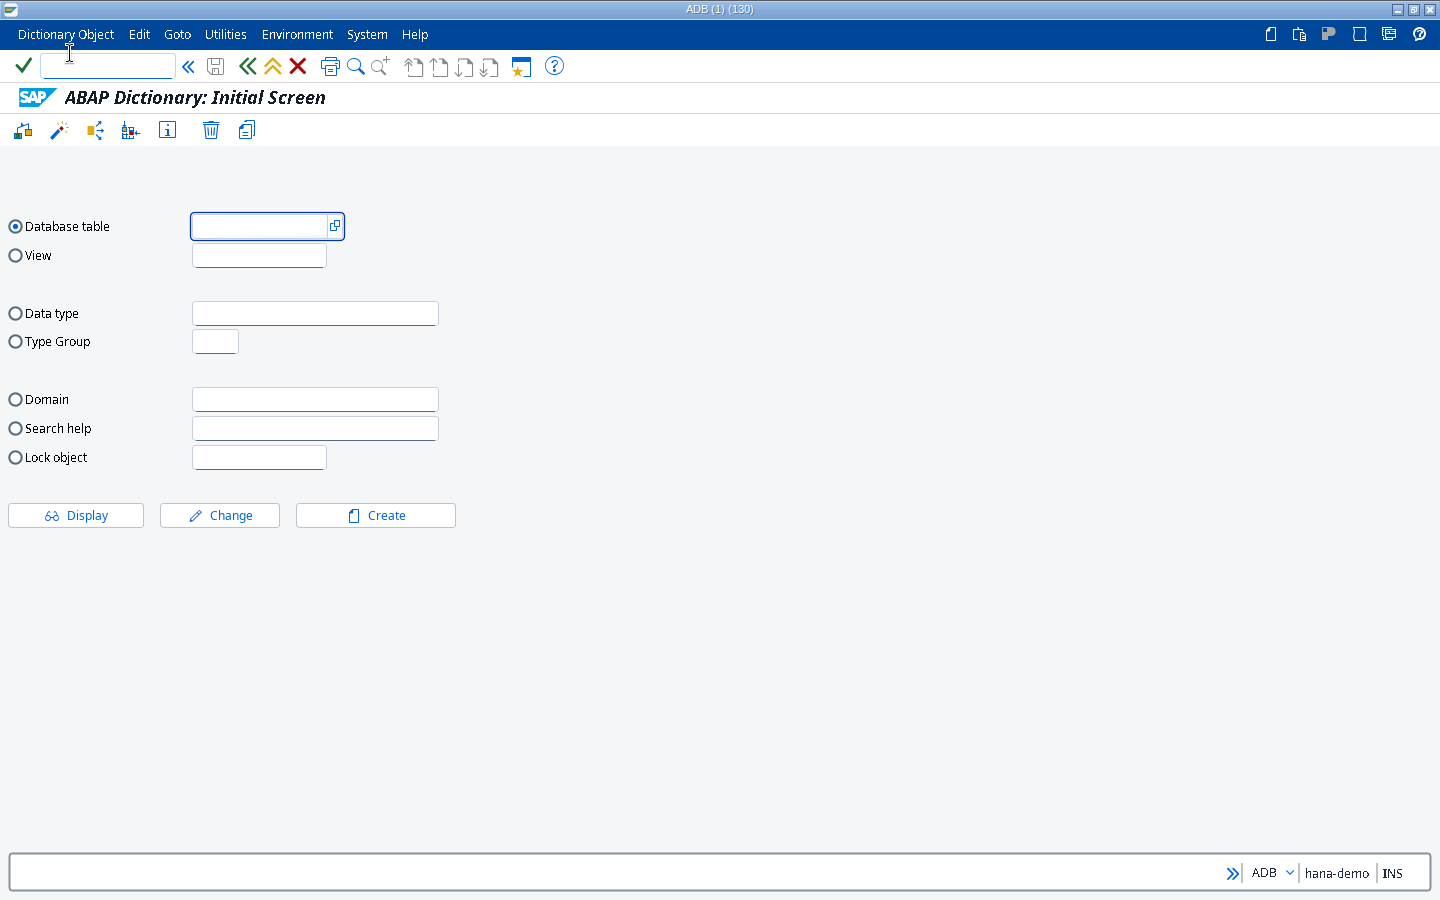 ADB (1) (130)
Dictionary Object Edit Goto Utilities Environment System Help
SAP ABAP Dictionary: Initial Screen
Database table
View
Data type
Type Group
Domain
Search help
Lock object
Display Change Create
ADB hana-demo INS